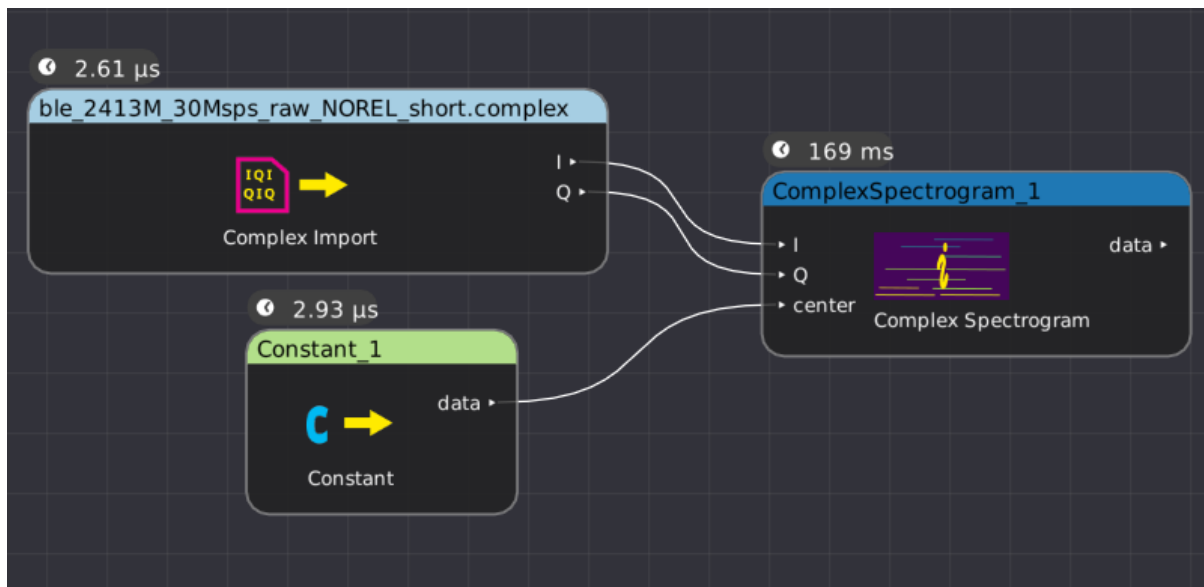 2.61 µs
ble_2413M_30Msps_raw_NOREL_short.complex
I
IQI
QIQ
Q
Complex Import
169 ms
ComplexSpectrogram_1
I
data
Q
center
Complex Spectrogram
2.93 µs
Constant_1
data
C
Constant